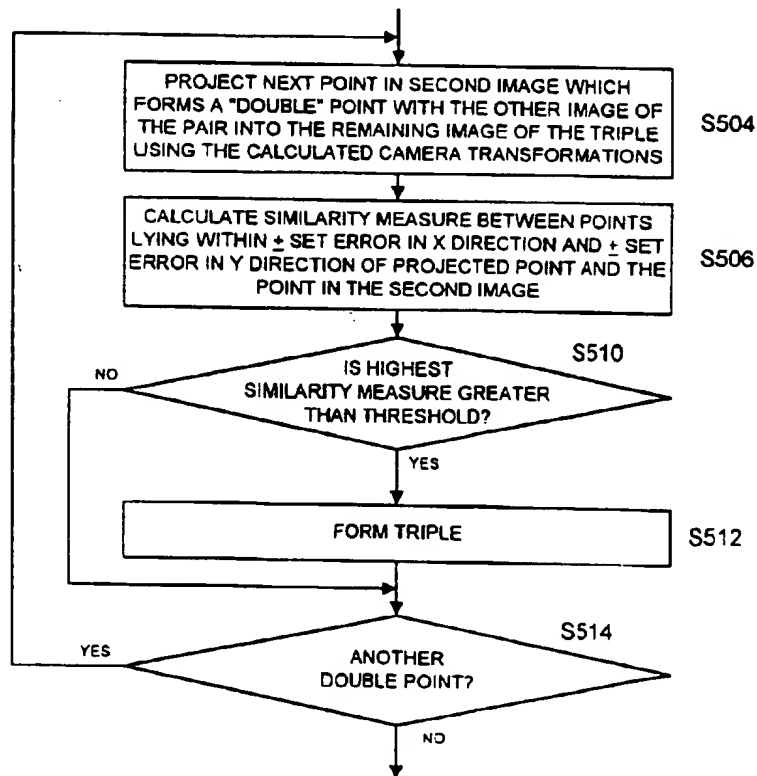 PROJECT NEXT POINT IN SECOND IMAGE WHICH
FORMS A "DOUBLE" POINT WITH THE OTHER IMAGE OF
THE PAIR INTO THE REMAINING IMAGE OF THE TRIPLE
USING THE CALCULATED CAMERA TRANSFORMATIONS
S504
CALCULATE SIMILARITY MEASURE BETWEEN POINTS
LYING WITHIN ± SET ERROR IN X DIRECTION AND ± SET
ERROR IN Y DIRECTION OF PROJECTED POINT AND THE
POINT IN THE SECOND IMAGE
S506
S510
NO
IS HIGHEST
SIMILARITY MEASURE GREATER
THAN THRESHOLD?
YES
FORM TRIPLE
S512
S514
YES
ANOTHER
DOUBLE POINT?
NO